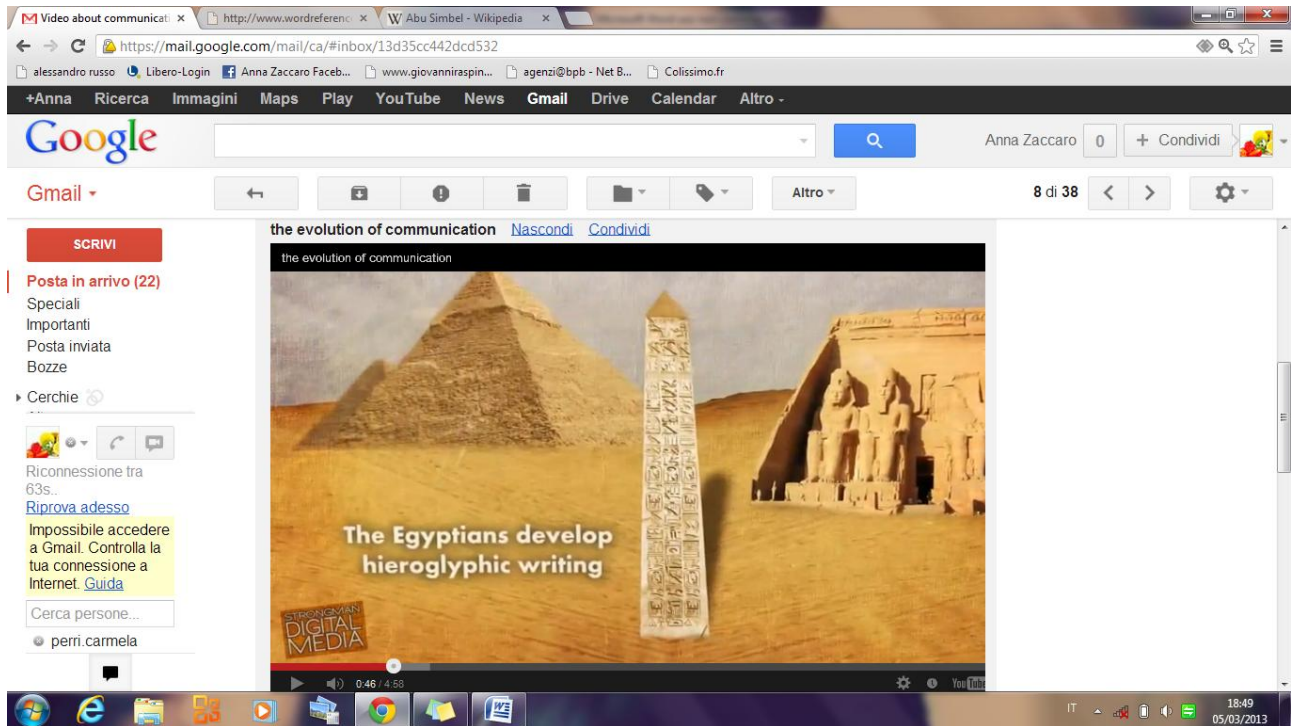 Video about communicati
http://www.wordreferenc
Abu Simbel - Wikipedia
https://mail.google.com/mail/ca/#inbox/13d35cc442dcd532
alessandro russo Libero-Login Anna Zaccaro Faceb... www.giovanniraspin... agenzi@bpb - Net B... Colissimo.fr
+Anna Ricerca Immagini Maps Play YouTube News Gmail Drive Calendar Altro
Google
Anna Zaccaro 0 + Condividi
Gmail
Altro
8 di 38
SCRIVI
Posta in arrivo (22)
Speciali
Importanti
Posta inviata
Bozze
Cerchie
Riconnessione tra
63s..
Riprova adesso
Impossibile accedere
a Gmail. Controlla la
tua connessione a
Internet. Guida
Cerca persone...
perri.carmela
the evolution of communication Nascondi Condividi
the evolution of communication
The Egyptians develop
hieroglyphic writing
STRONGMAN
DIGITAL
MEDIA
0:46 / 4:58
YouTube
IT
18:49
05/03/2013